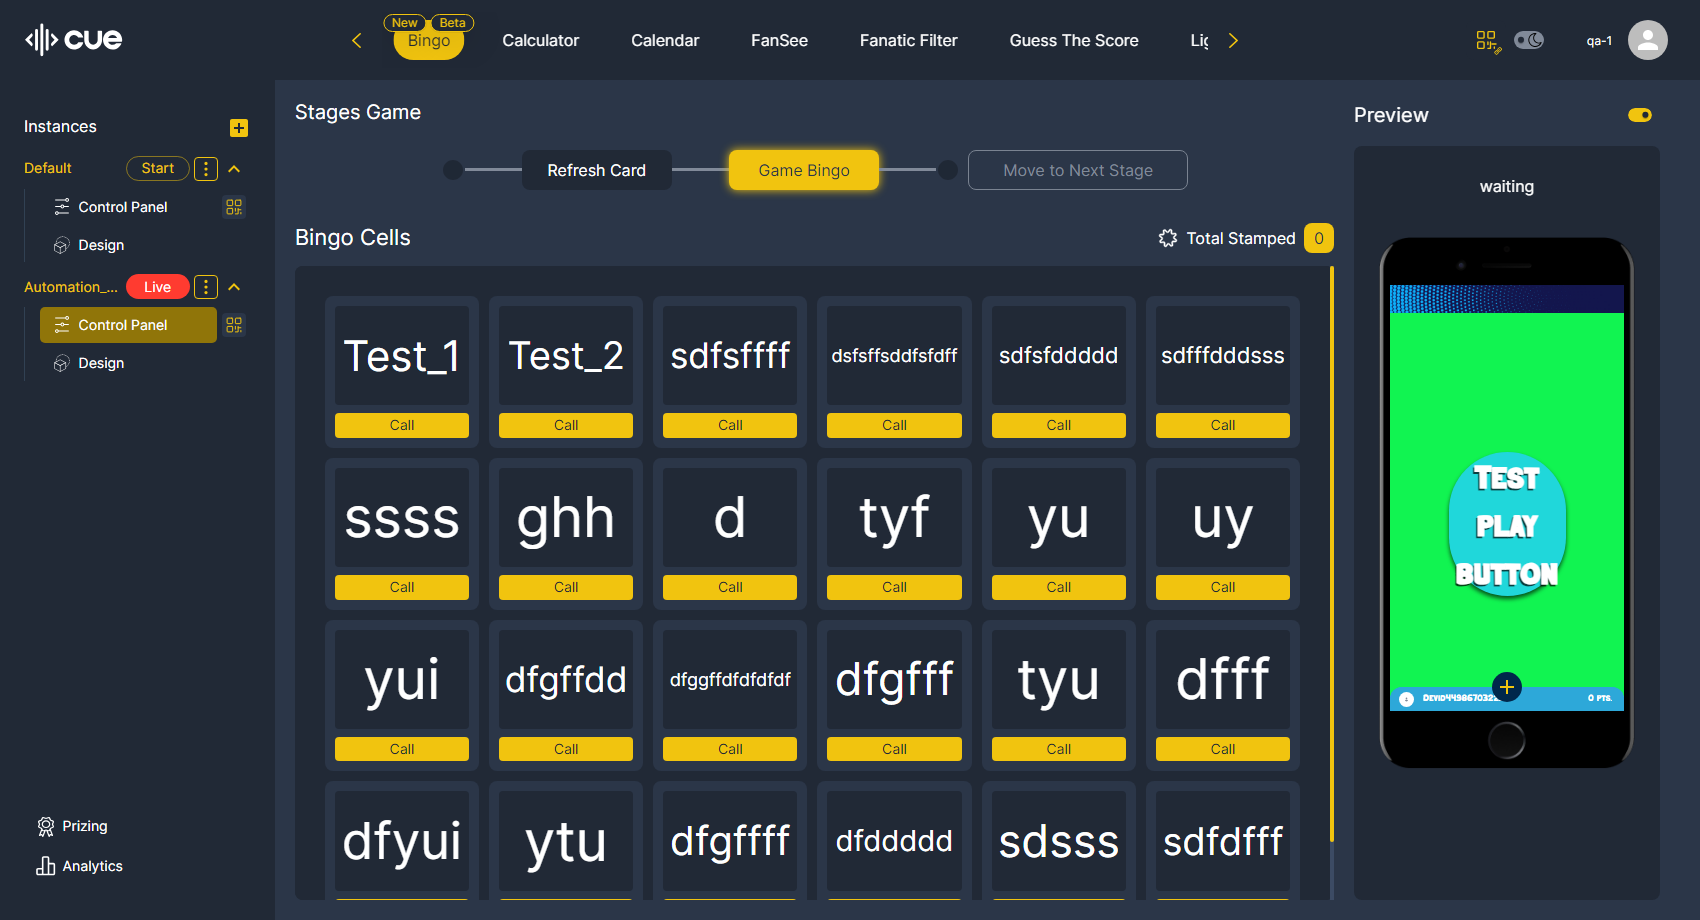 cue
New
Beta
Bingo
Calculator
Calendar
FanSee
Fanatic Filter
Guess The Score
qa-1
Instances
Default
Start
Control Panel
Design
Automation_...
Live
Control Panel
Design
Prizing
Analytics
Stages Game
Refresh Card
Game Bingo
Move to Next Stage
Bingo Cells
Total Stamped
0
Test_1
Test_2
sdfsffff
dsfsffsddfsfdff
sdfsfddddd
sdfffdddsss
Call
Call
Call
Call
Call
Call
ssss
ghh
d
tyf
yu
uy
Call
Call
Call
Call
Call
Call
yui
dfgffdd
dfggffdfdfdfdf
dfgfff
tyu
dfff
Call
Call
Call
Call
Call
Call
dfyui
ytu
dfgffff
dfddddd
sdsss
sdfdfff
Preview
waiting
TEST
PLAY
BUTTON
0 PTS.